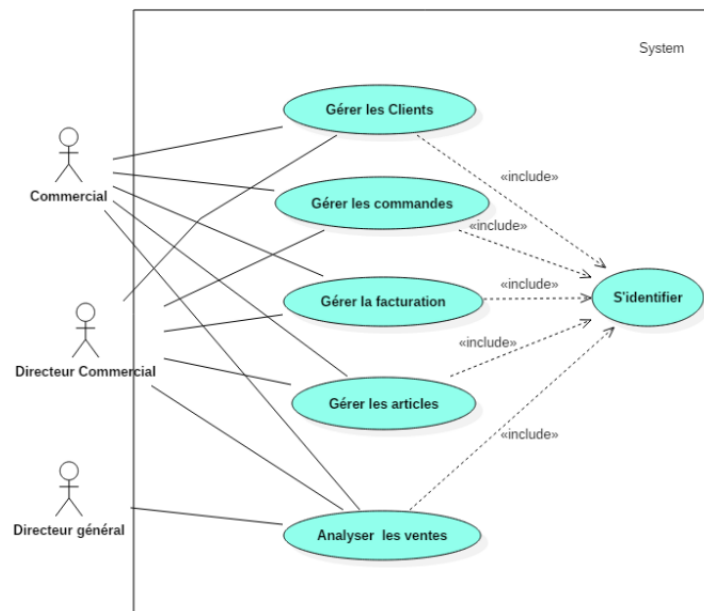 System
Gérer les Clients
«include»
Commercial
Gérer les commandes
«include»
Gérer la facturation
«include»
S'identifier
Directeur Commercial
«include»
Gérer les articles
«include»
Directeur général
Analyser les ventes